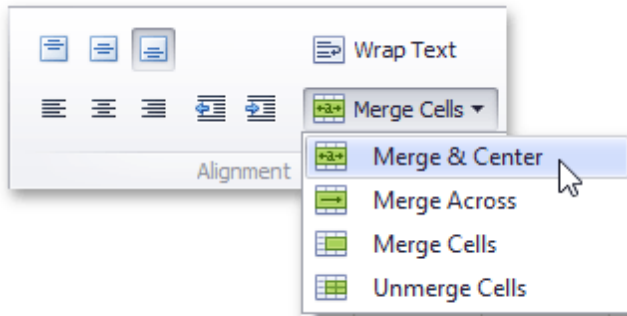 Wrap Text
Merge Cells
Alignment
Merge & Center
Merge Across
Merge Cells
Unmerge Cells